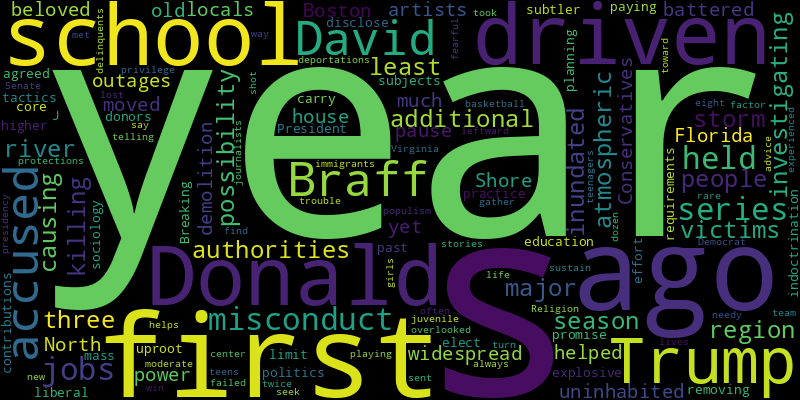 beloved old locals Boston artists subtler paying battered
school David driven
disclose took
agreed met way delinquents outages privilege least fearful planning toward Conservatives investigating
Senate tactics lost moved deportations subjects
core J donors shot carry much basketball eight factor storm
higher say telling house additional inundated atmospheric
year
President pause leftward Florida
river demolition possibility journalists Virginia teenagers requirements held advice experienced
protections immigrants Shore people
accused causing killing sociology Breaking Braff trouble practice rare
populism gather series
presidency find yet dozen victims indoctrination
authorities past stories education Democrat
North Donald S ago
contributions girls life major effort sustain
three helps misconduct often juvenile Religion season needy region team
first overlooked promise
mass uproot center limit playing widespread elect turn helped lives Trump
jobs moderate power teens politics always explosive
new liberal win failed twice seek sent uninhabited removing